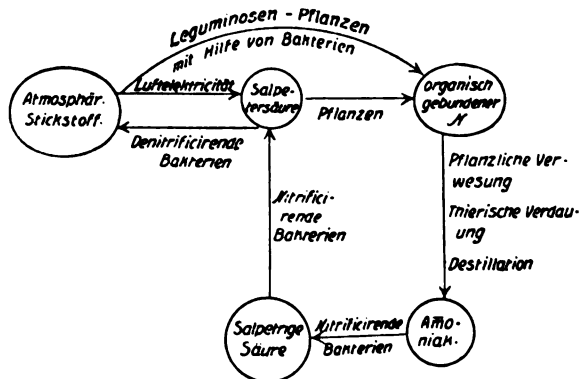 Leguminosen - Pflanzen
mit Hilfe von Bakterien
Luftelektricität
Atmosphär.
Stickstoff.
Salpe-
tersäure
Pflanzen
organisch
gebundener
N
Denitrificirende
Bakterien
Nitrifici-
rende
Bakterien
Pflanzliche Ver-
wesung
Thierische Verdau-
ung
Destillation
Salpetrige
Säure
Nitrificirende
Bakterien
Am̄o-
niak.